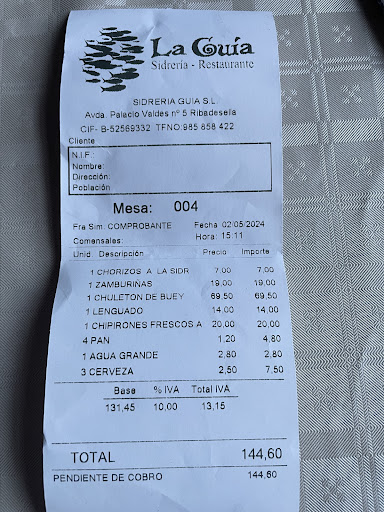 La Guía
Sidrería - Restaurante
SIDRERIA GUIA S.L.
Avda. Palacio Valdes nº 5 Ribadesella
CIF- B-52569332 TFNO: 985 858 422
Cliente
N.I.F.:
Nombre:
Dirección:
Población
Mesa: 004
Fra Sim: COMPROBANTE Fecha 02/05/2024
Comensales: Hora: 15:11
Unid Descripción Precio Importe
1 CHORIZOS A LA SIDR 7,00 7,00
1 ZAMBURIÑAS 19,00 19,00
1 CHULETON DE BUEY 69,50 69,50
1 LENGUADO 14,00 14,00
1 CHIPIRONES FRESCOS A 20,00 20,00
4 PAN 1,20 4,80
1 AGUA GRANDE 2,80 2,80
3 CERVEZA 2,50 7,50
Base % IVA Total IVA
131,45 10,00 13,15
TOTAL 144,60
PENDIENTE DE COBRO 144,60